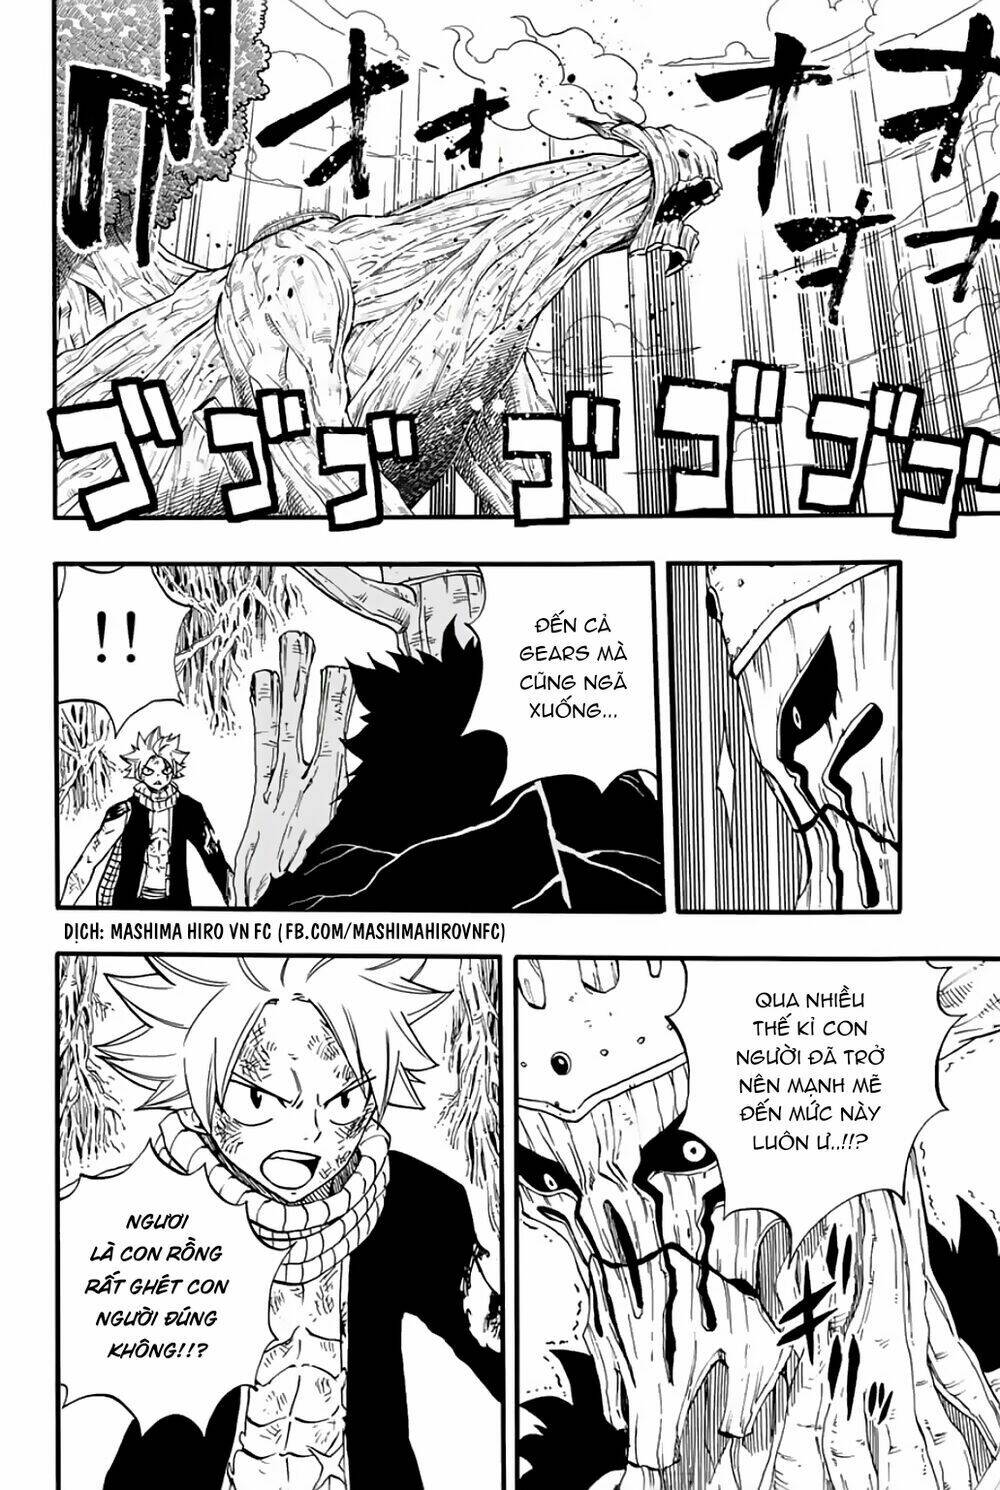 オオオオオオ
ゴゴゴゴゴゴゴ
ĐẾN CẢ
GEARS MÀ
CŨNG NGÃ
XUỐNG...
!!
DỊCH: MASHIMA HIRO VN FC (FB.COM/MASHIMAHIROVNFC)
QUA NHIỀU
THẾ KỈ CON
NGƯỜI ĐÃ TRỞ
NÊN MẠNH MẼ
ĐẾN MỨC NÀY
LUÔN Ư..!!?
NGƯƠI
LÀ CON RỒNG
RẤT GHÉT CON
NGƯỜI ĐÚNG
KHÔNG!!?